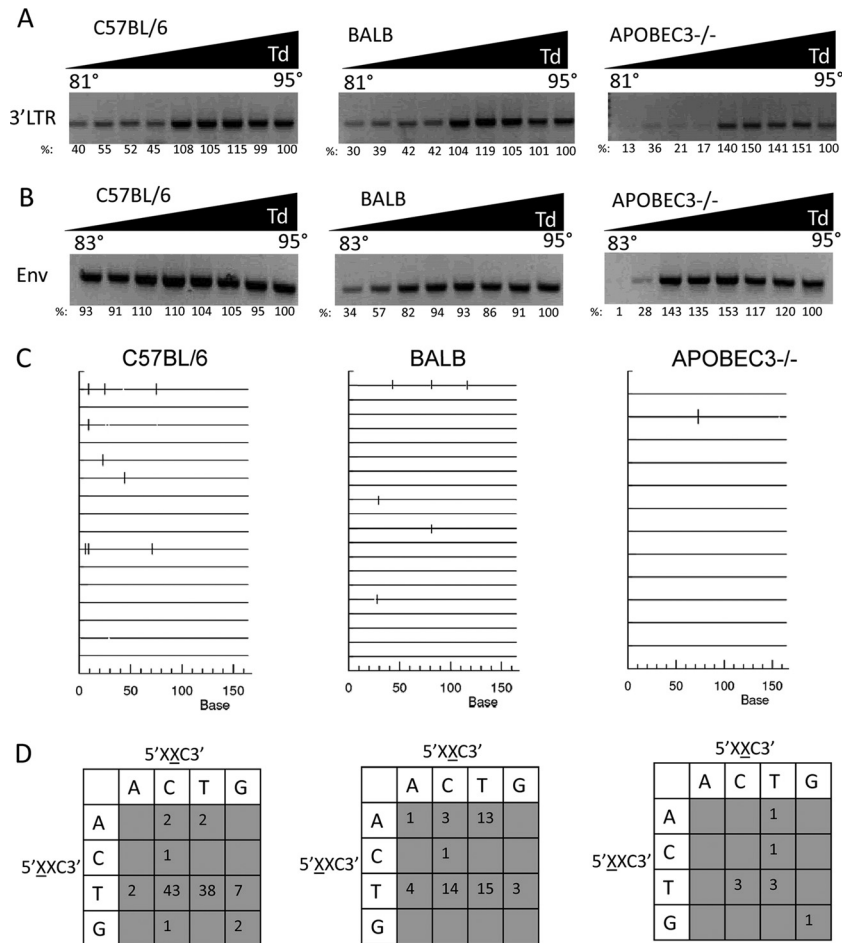 A
C57BL/6 BALB APOBEC3-/-
Td Td Td
81° 95° 81° 95° 81° 95°
3'LTR
%: 40 55 52 45 108 105 115 99 100 %: 30 39 42 42 104 119 105 101 100 %: 13 36 21 17 140 150 141 151 100
B
C57BL/6 BALB APOBEC3-/-
Td Td Td
83° 95° 83° 95° 83° 95°
Env
%: 93 91 110 110 104 105 95 100 %: 34 57 82 94 93 86 91 100 %: 1 28 143 135 153 117 120 100
C
C57BL/6 BALB APOBEC3-/-
0 50 100 150 0 50 100 150 0 50 100 150
Base Base Base
D
5'XXC3' 5'XXC3' 5'XXC3'
A C T G A C T G A C T G
A 2 2 A 1 3 13 A 1
C 1 C 1 C 1
5'XXC3' 5'XXC3' 5'XXC3'
T 2 43 38 7 T 4 14 15 3 T 3 3
G 1 2 G G 1